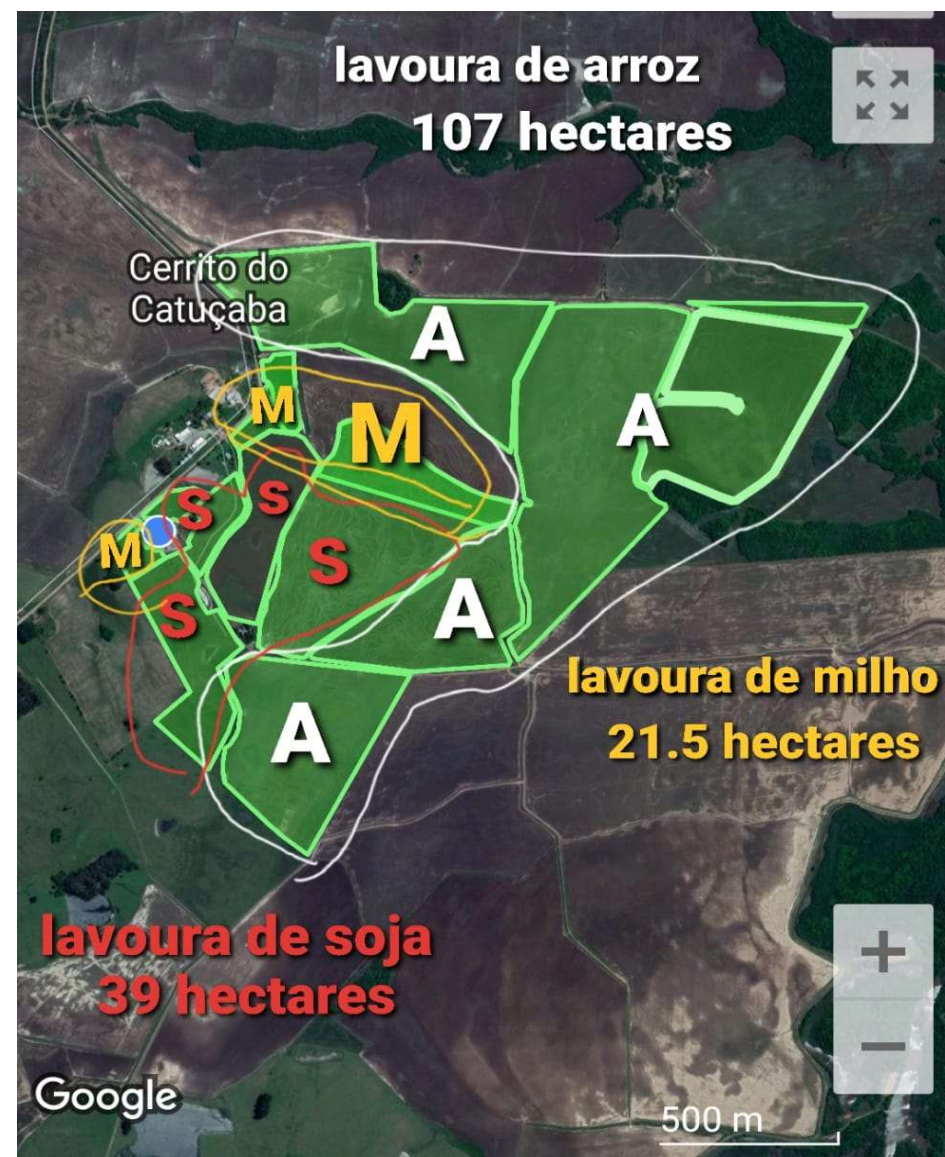 lavoura de arroz
107 hectares
Cerrito do
Catuçaba
A
M
M
A
S
S
S
M
A
S
lavoura de milho
21.5 hectares
A
lavoura de soja
39 hectares
Google
500 m